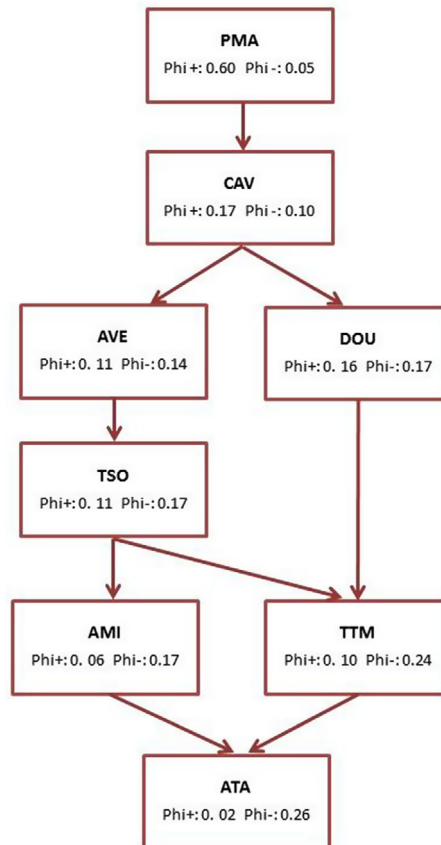 PMA
Phi+: 0.60 Phi-: 0.05
CAV
Phi+: 0.17 Phi-: 0.10
AVE
Phi+: 0. 11 Phi-: 0.14
DOU
Phi+: 0. 16 Phi-: 0.17
TSO
Phi+: 0. 11 Phi-: 0.17
AMI
Phi+: 0. 06 Phi-: 0.17
TTM
Phi+: 0. 10 Phi-: 0.24
ATA
Phi+: 0. 02 Phi-: 0.26